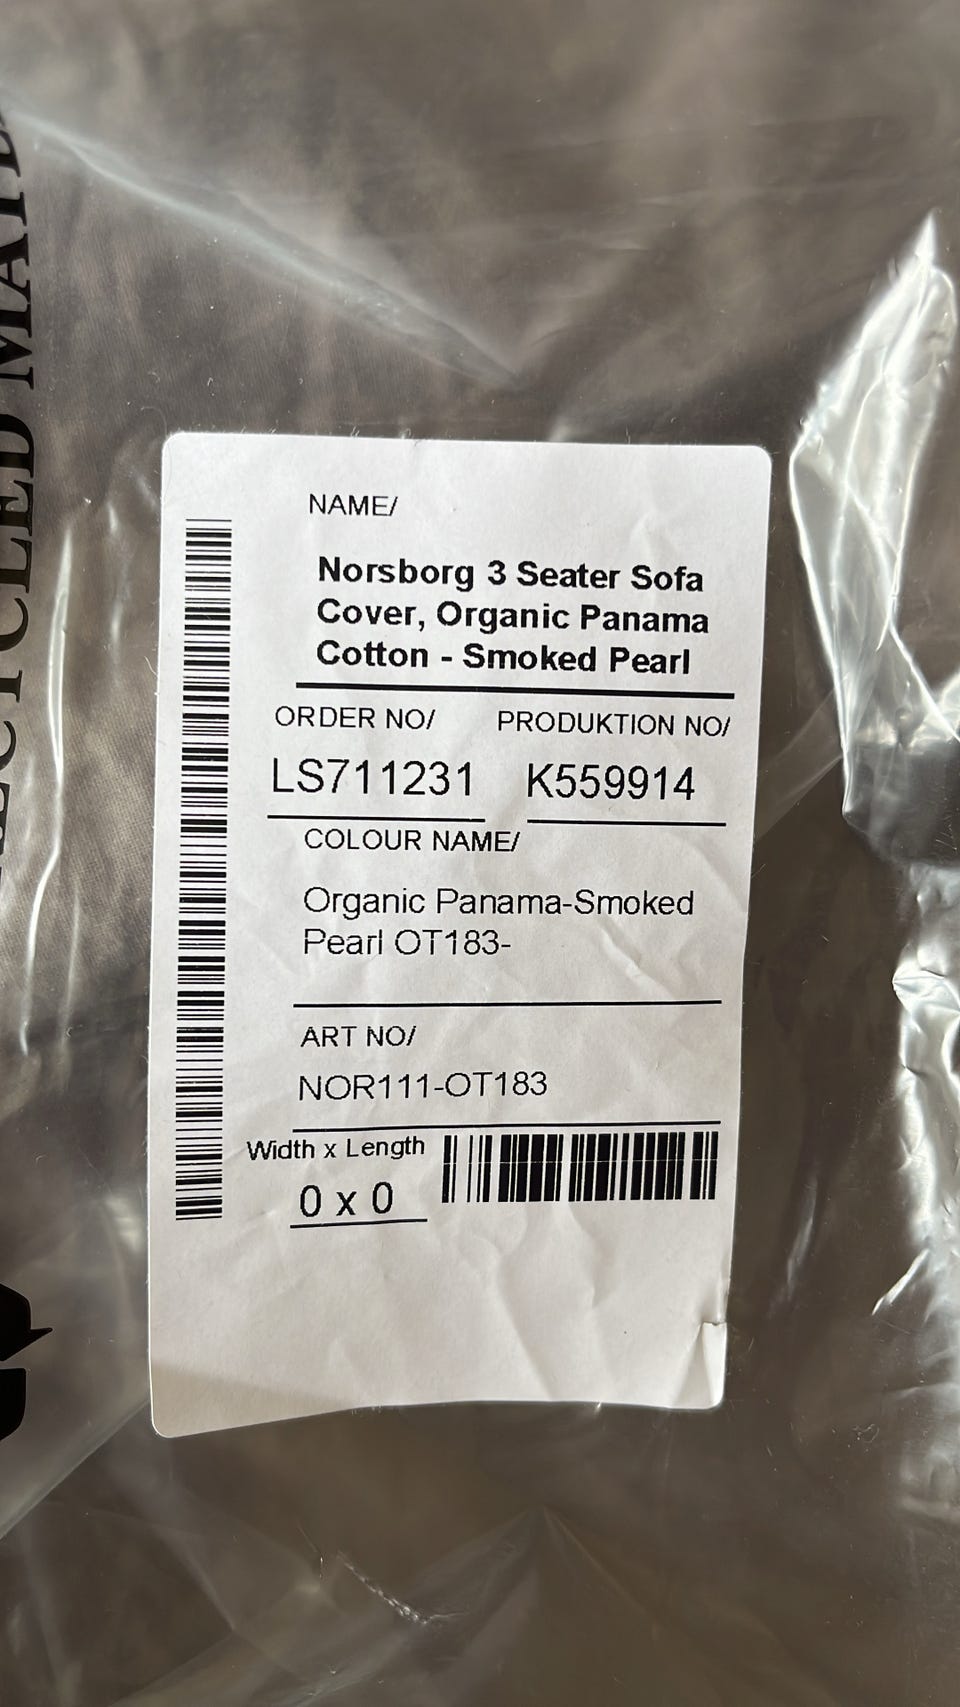 NAME/
Norsborg 3 Seater Sofa
Cover, Organic Panama
Cotton - Smoked Pearl
ORDER NO/ PRODUKTION NO/
LS711231 K559914
COLOUR NAME/
Organic Panama-Smoked
Pearl OT183-
ART NO/
NOR111-OT183
Width x Length
0 x 0